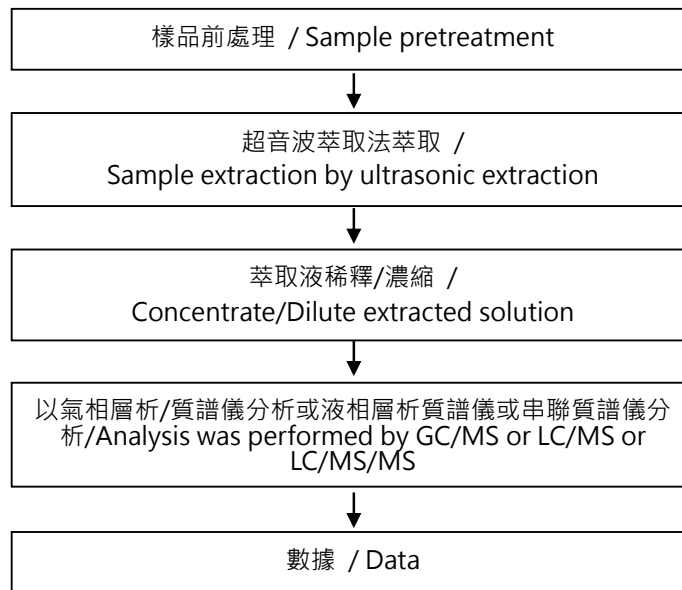 樣品前處理 / Sample pretreatment
超音波萃取法萃取 /
Sample extraction by ultrasonic extraction
萃取液稀釋/濃縮 /
Concentrate/Dilute extracted solution
以氣相層析/質譜儀分析或液相層析質譜儀或串聯質譜儀分
析/Analysis was performed by GC/MS or LC/MS or
LC/MS/MS
數據 / Data